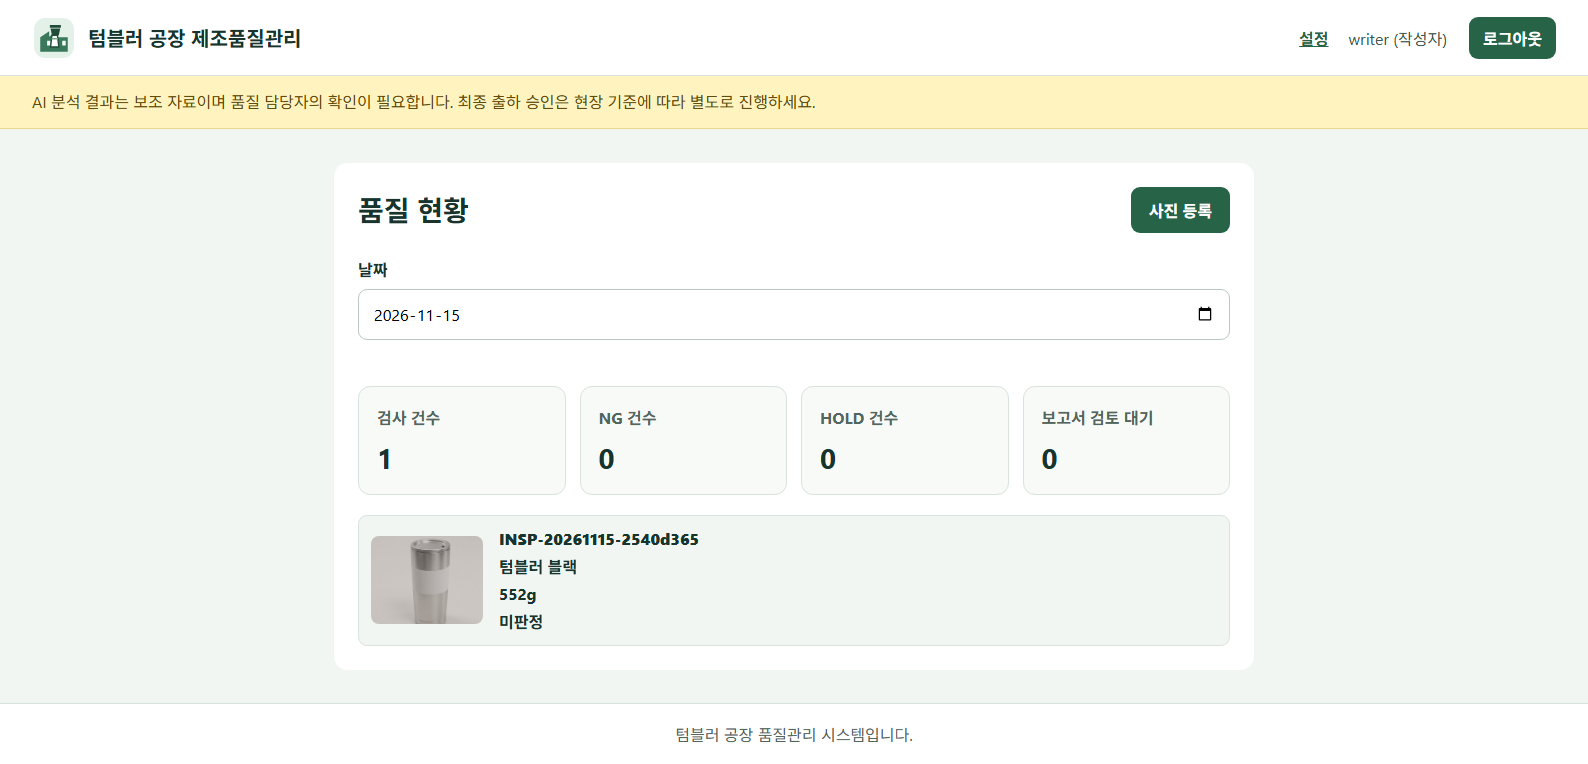 텀블러 공장 제조품질관리
설정 writer (작성자) 로그아웃
AI 분석 결과는 보조 자료이며 품질 담당자의 확인이 필요합니다. 최종 출하 승인은 현장 기준에 따라 별도로 진행하세요.
품질 현황
사진 등록
날짜
2026-11-15
검사 건수
1
NG 건수
0
HOLD 건수
0
보고서 검토 대기
0
INSP-20261115-2540d365
텀블러 블랙
552g
미판정
텀블러 공장 품질관리 시스템입니다.